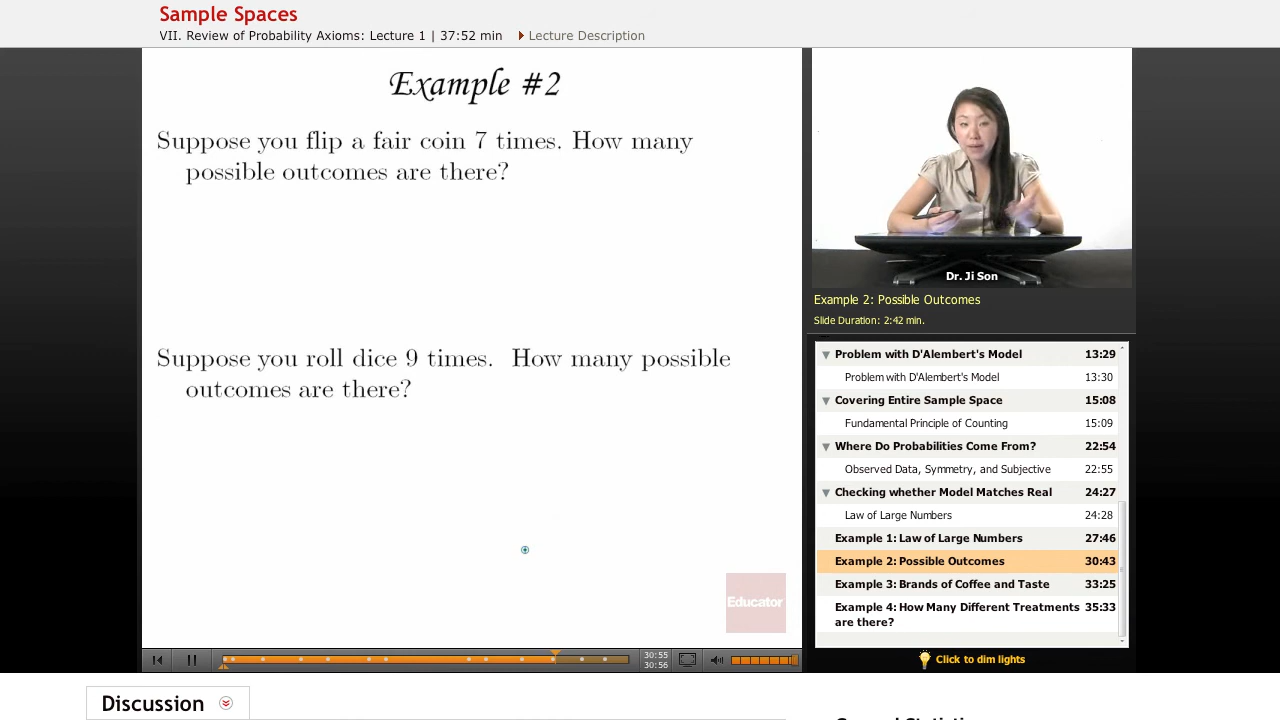 Sample Spaces
VII. Review of Probability Axioms: Lecture 1 | 37:52 min
Lecture Description
Example #2
Suppose you flip a fair coin 7 times. How many
possible outcomes are there?
Suppose you roll dice 9 times. How many possible
outcomes are there?
Educator
30:55
30:56
Dr. Ji Son
Example 2: Possible Outcomes
Slide Duration: 2:42 min.
Problem with D'Alembert's Model 13:29
Problem with D'Alembert's Model 13:30
Covering Entire Sample Space 15:08
Fundamental Principle of Counting 15:09
Where Do Probabilities Come From? 22:54
Observed Data, Symmetry, and Subjective 22:55
Checking whether Model Matches Real 24:27
Law of Large Numbers 24:28
Example 1: Law of Large Numbers 27:46
Example 2: Possible Outcomes 30:43
Example 3: Brands of Coffee and Taste 33:25
Example 4: How Many Different Treatments 35:33
are there?
Click to dim lights
Discussion